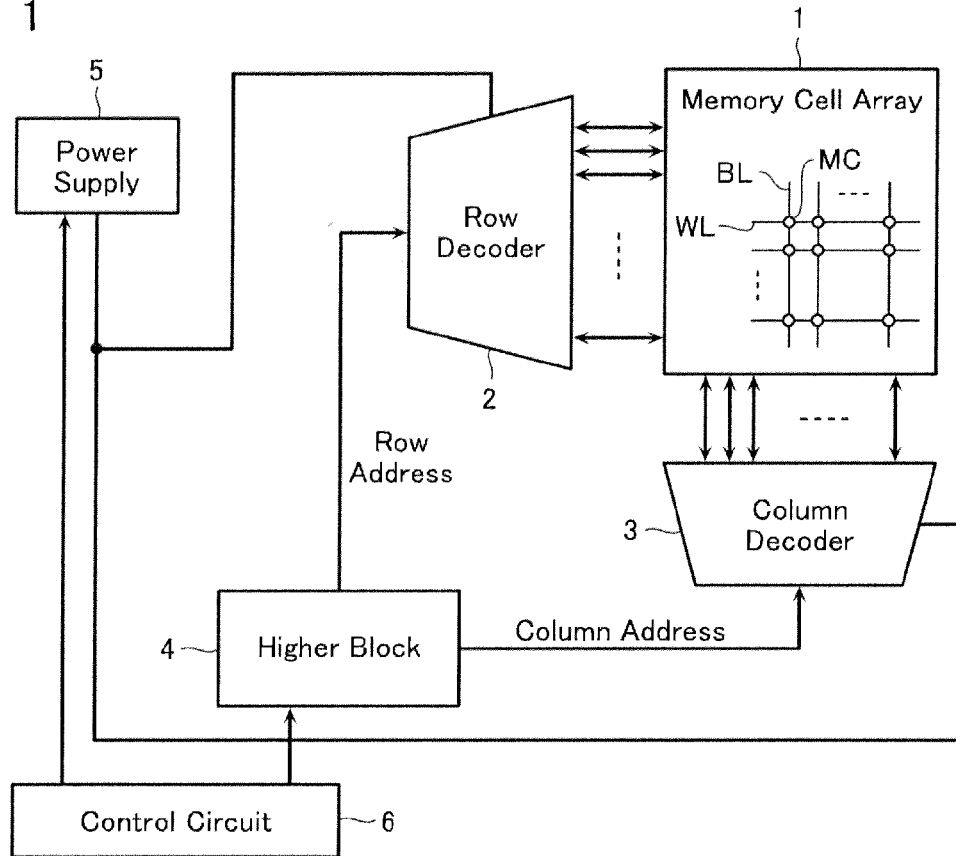 1
1
5
Memory Cell Array
Power
Supply
BL
MC
WL
Row
Decoder
2
Row
Address
3
Column
Decoder
4
Higher Block
Column Address
Control Circuit
6